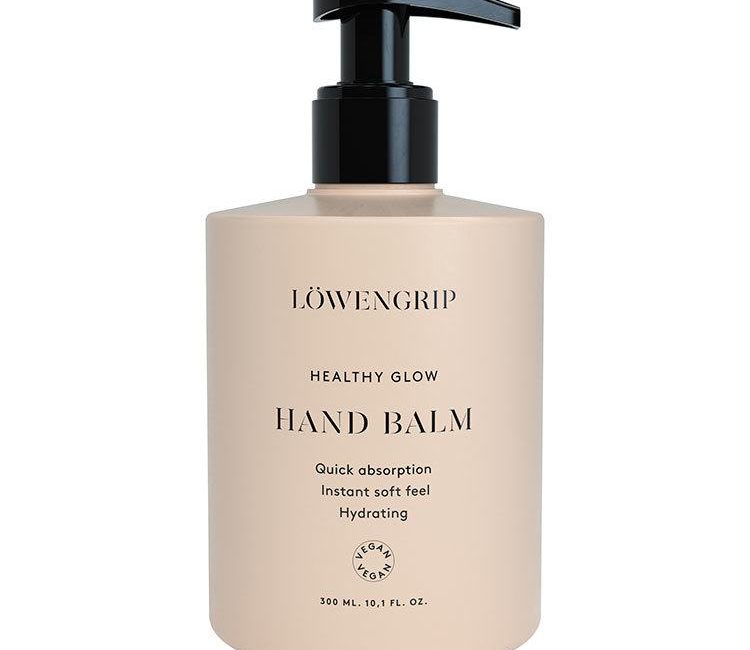 LÖWENGRIP
HEALTHY GLOW
HAND BALM
Quick absorption
Instant soft feel
Hydrating
VEGAN
VEGAN
300 ML. 10,1 FL. OZ.